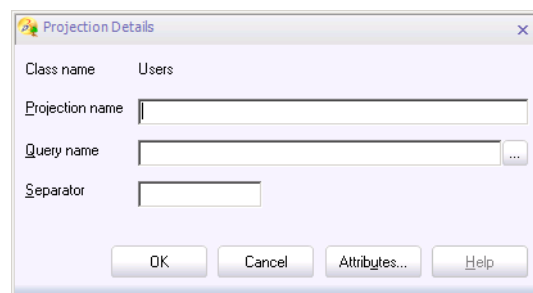 Projection Details
Class name Users
Projection name
Query name ...
Separator
OK Cancel Attributes... Help